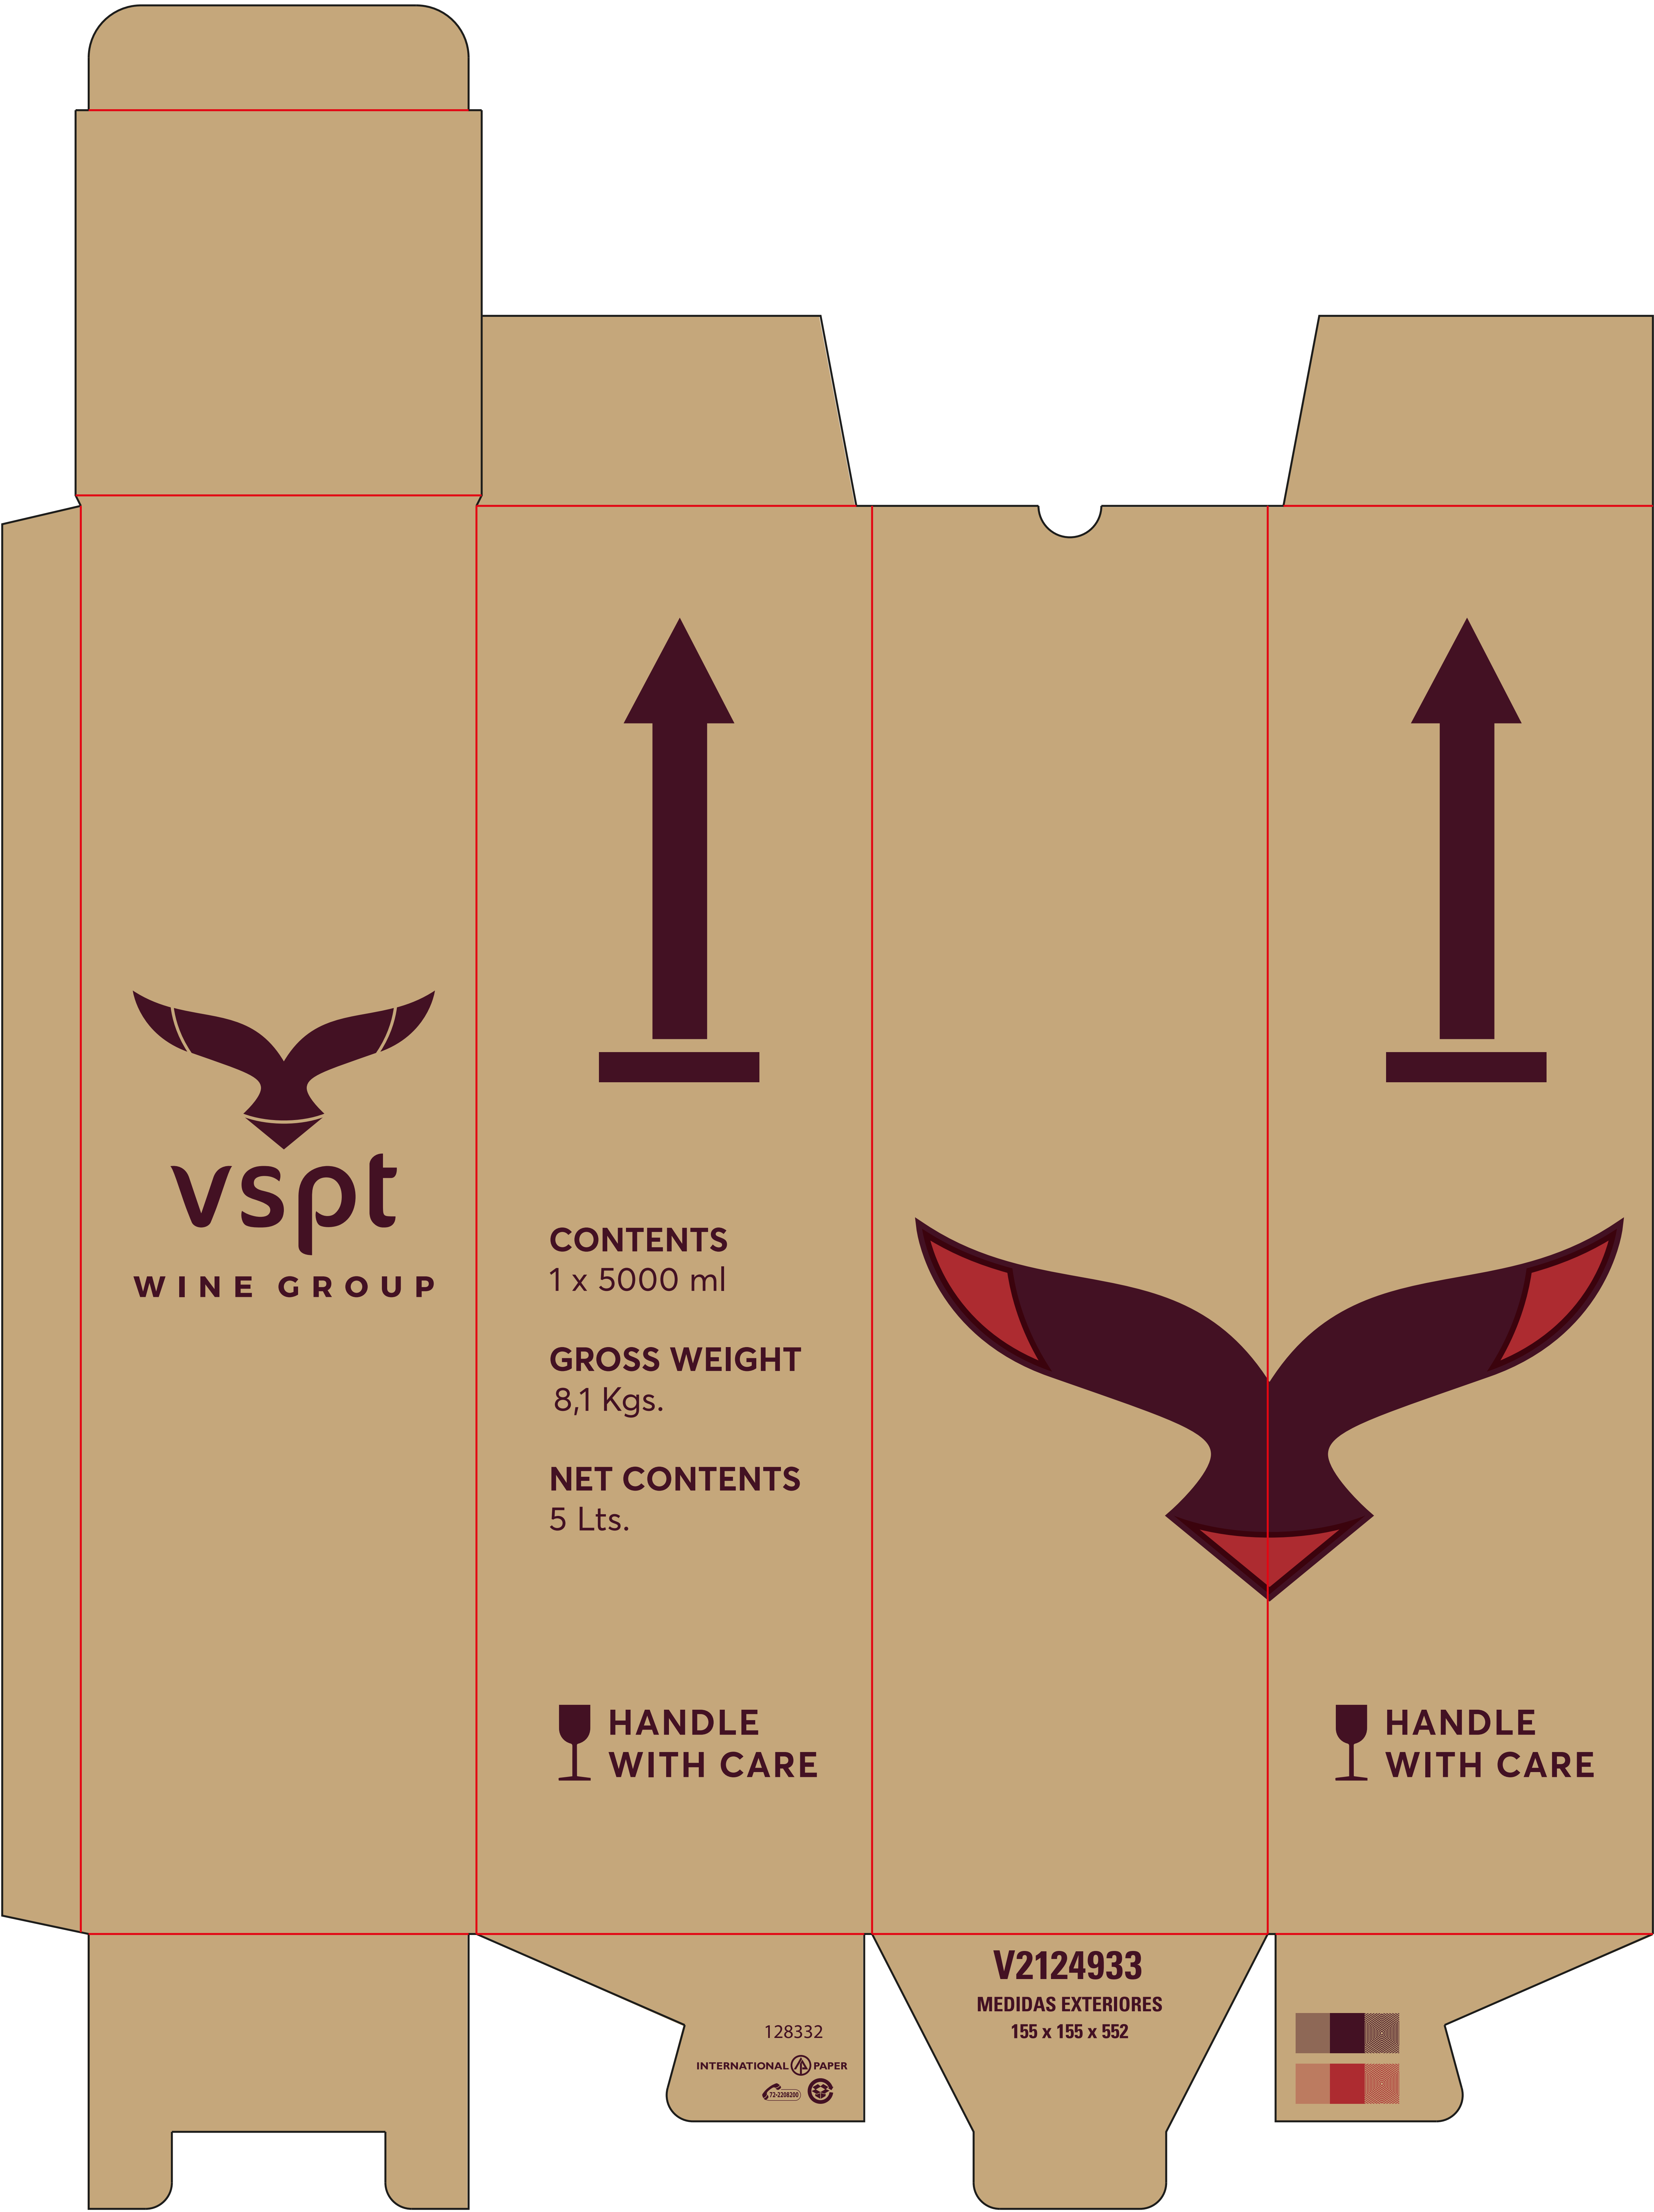 vspt
WINE GROUP
CONTENTS
1 x 5000 ml
GROSS WEIGHT
8,1 Kgs.
NET CONTENTS
5 Lts.
HANDLE
WITH CARE
HANDLE
WITH CARE
V2124933
MEDIDAS EXTERIORES
155 x 155 x 552
128332
INTERNATIONAL PAPER
72-2208200